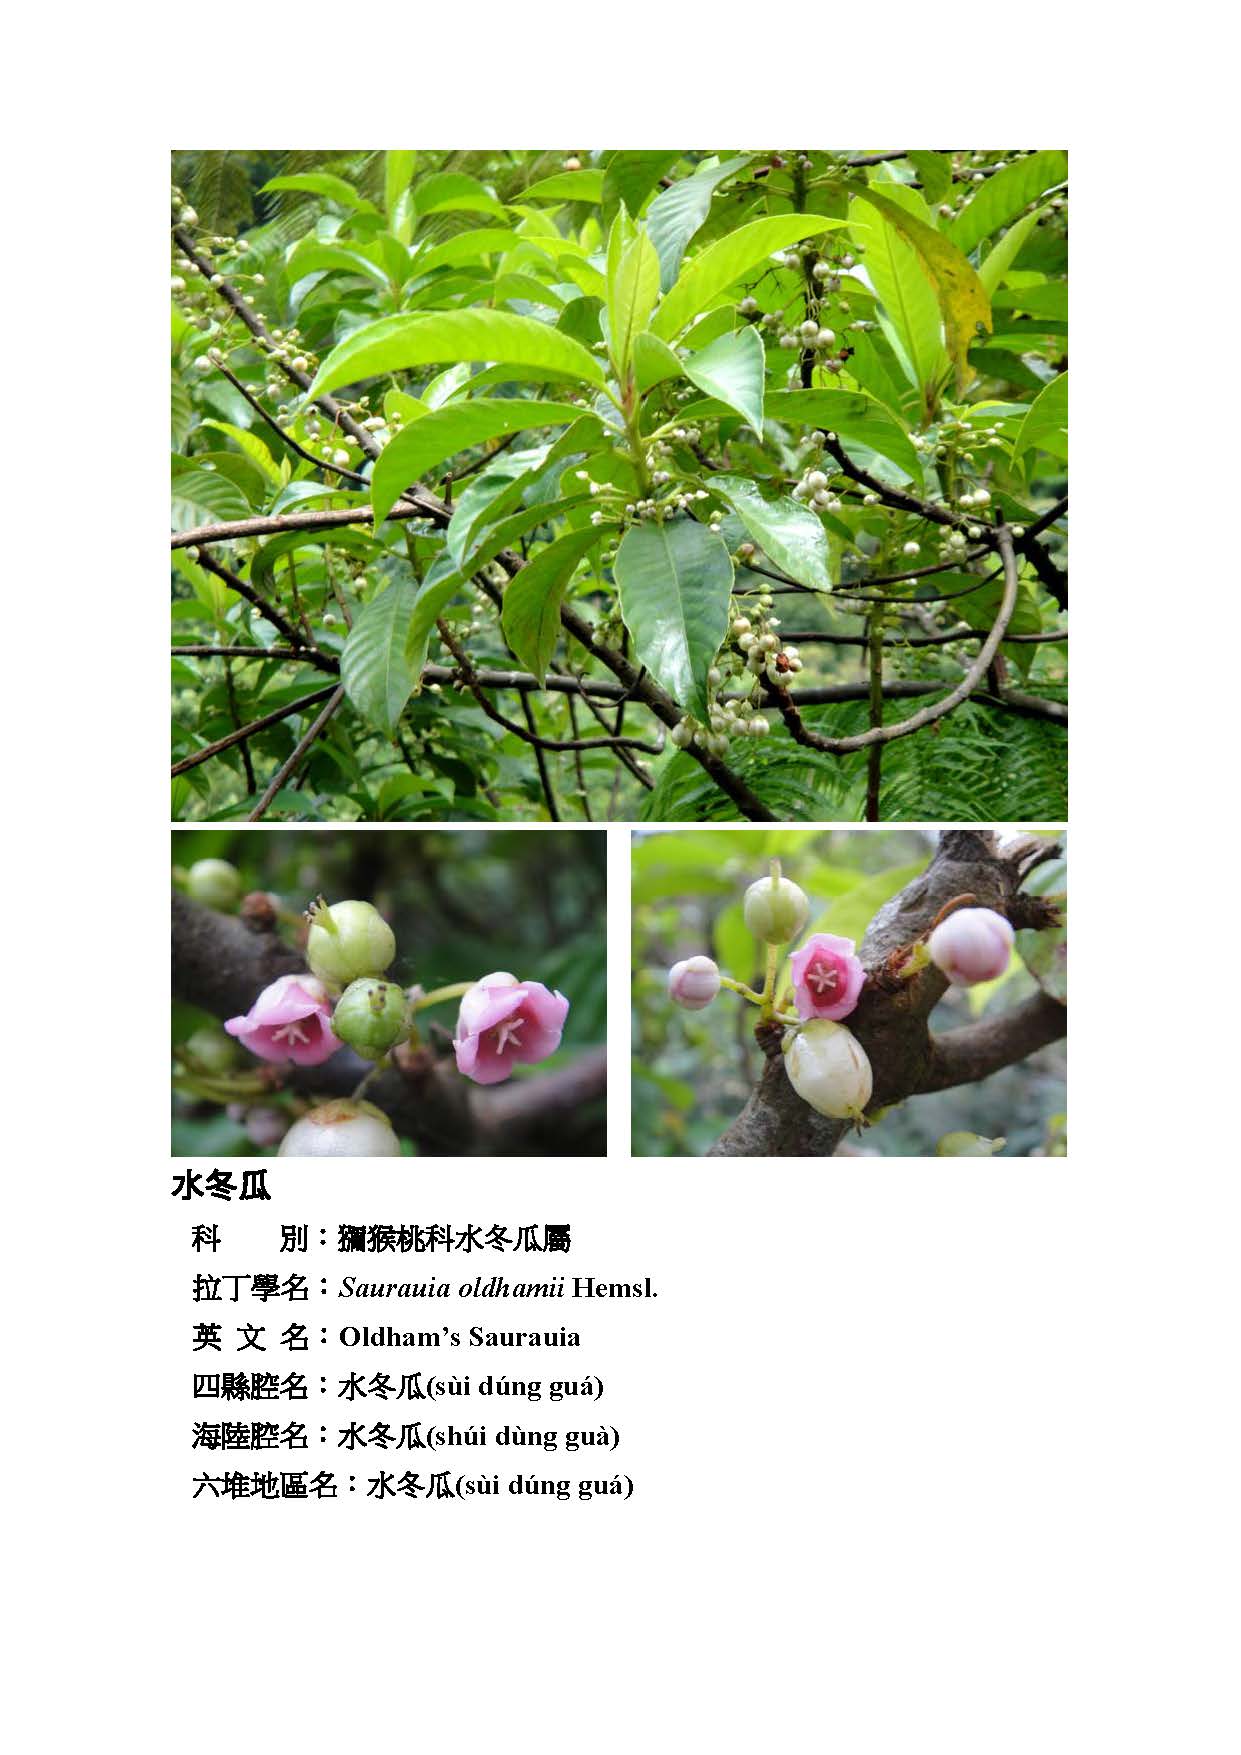 水冬瓜
科　　別：獼猴桃科水冬瓜屬
拉丁學名：Saurauia oldhamii Hemsl.
英 文 名：Oldham’s Saurauia
四縣腔名：水冬瓜(sùi dúng guá)
海陸腔名：水冬瓜(shúi dùng guà)
六堆地區名：水冬瓜(sùi dúng guá)